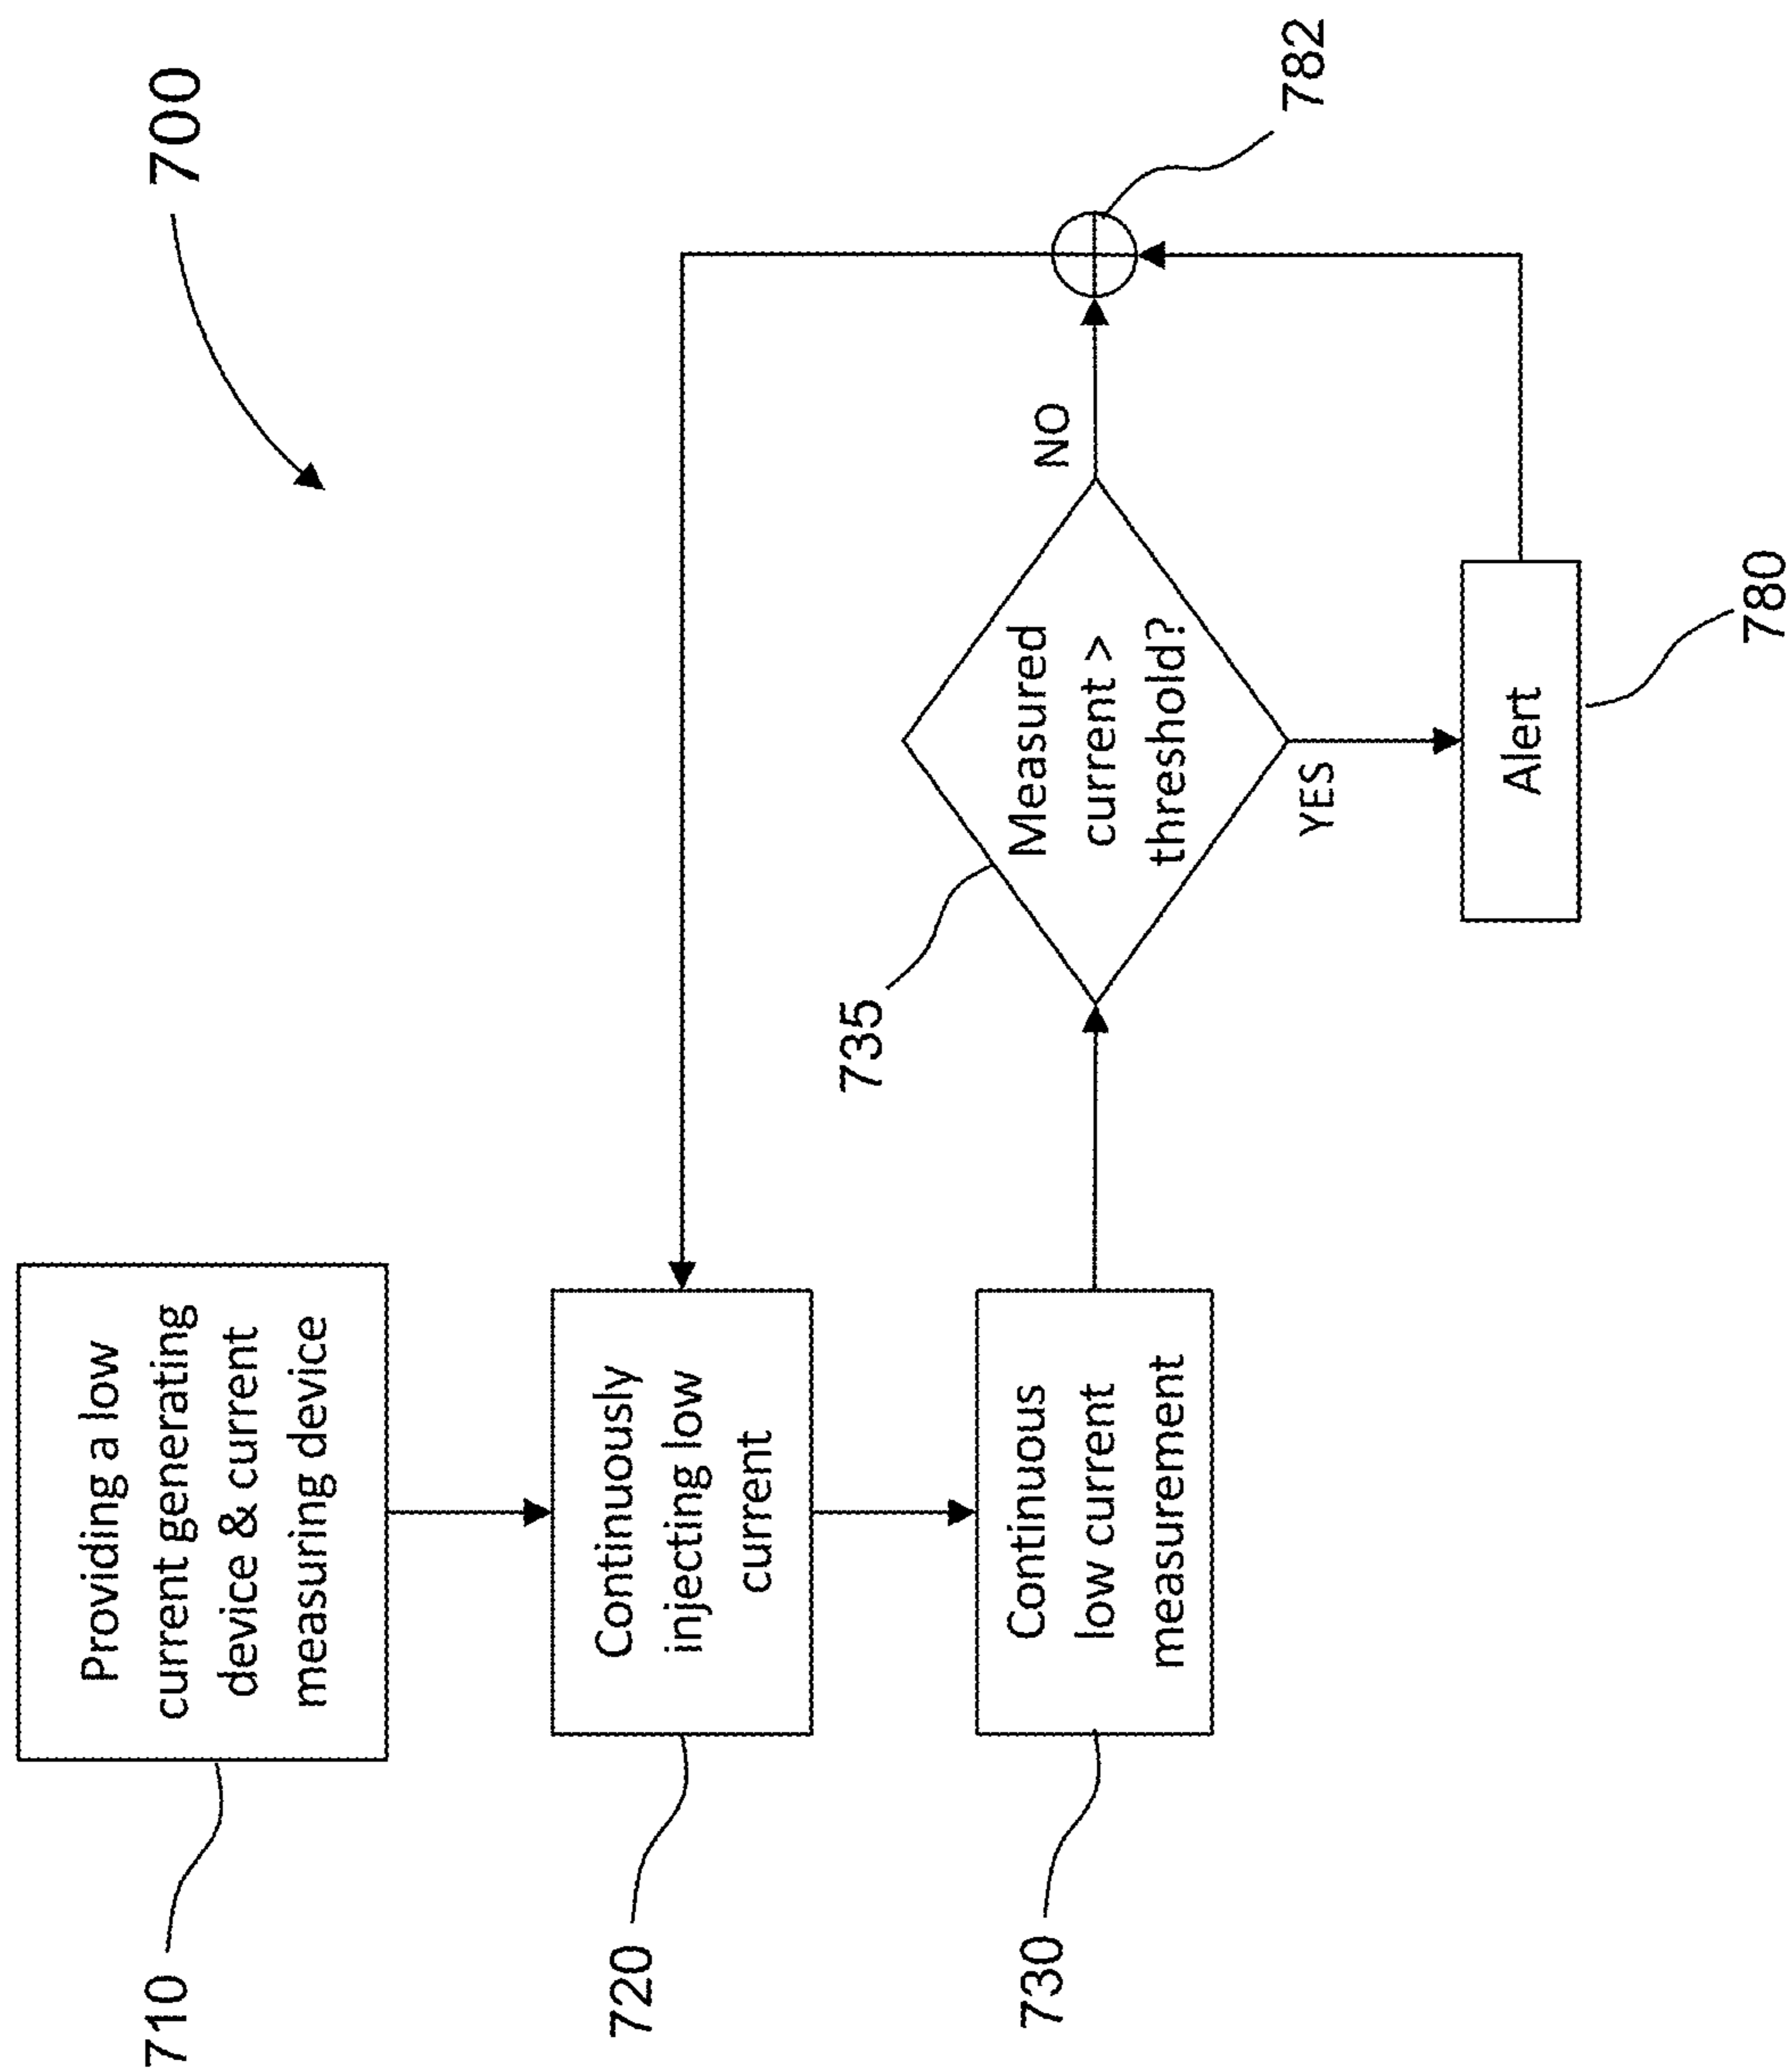 700
710
Providing a low
current generating
device & current
measuring device
720
Continuously
injecting low
current
730
Continuous
low current
measurement
735
Measured
current >
threshold?
NO
782
YES
Alert
780